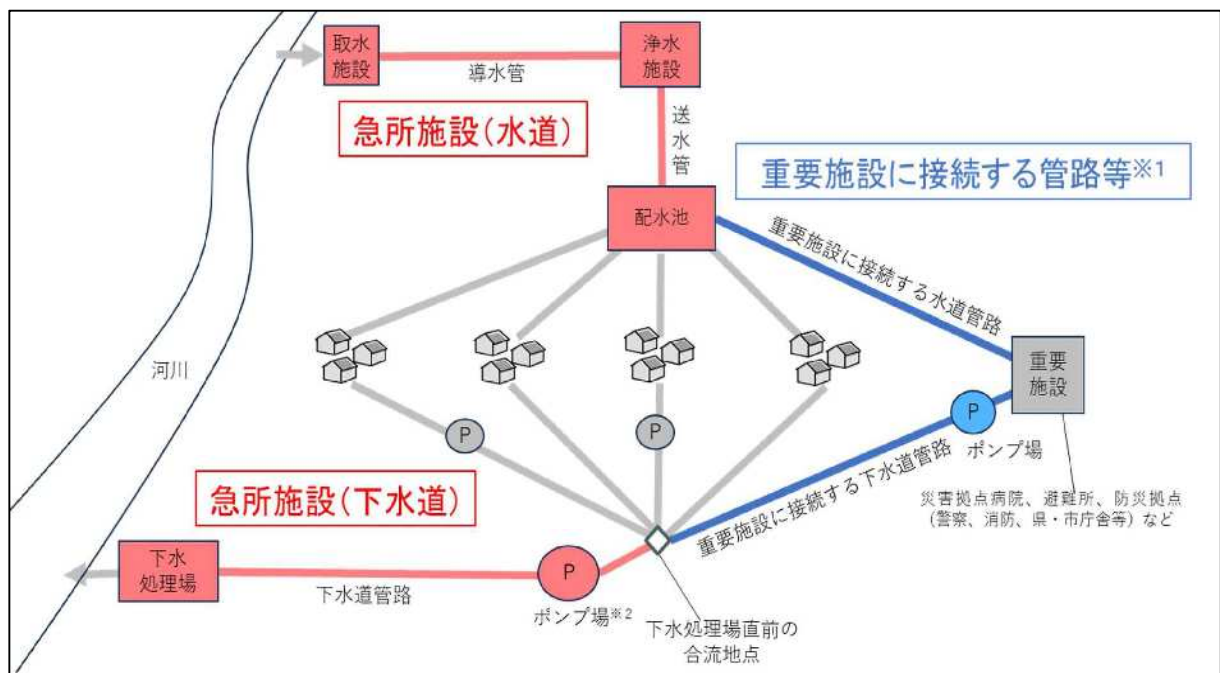 取水
施設
導水管
浄水
施設
急所施設(水道)
送水管
重要施設に接続する管路等※1
配水池
重要施設に接続する水道管路
河川
重要
施設
P
P
P
ポンプ場
重要施設に接続する下水道管路
急所施設(下水道)
災害拠点病院、避難所、防災拠点
(警察、消防、県・市庁舎等)など
下水
処理場
下水道管路
P
ポンプ場※2
下水処理場直前の
合流地点